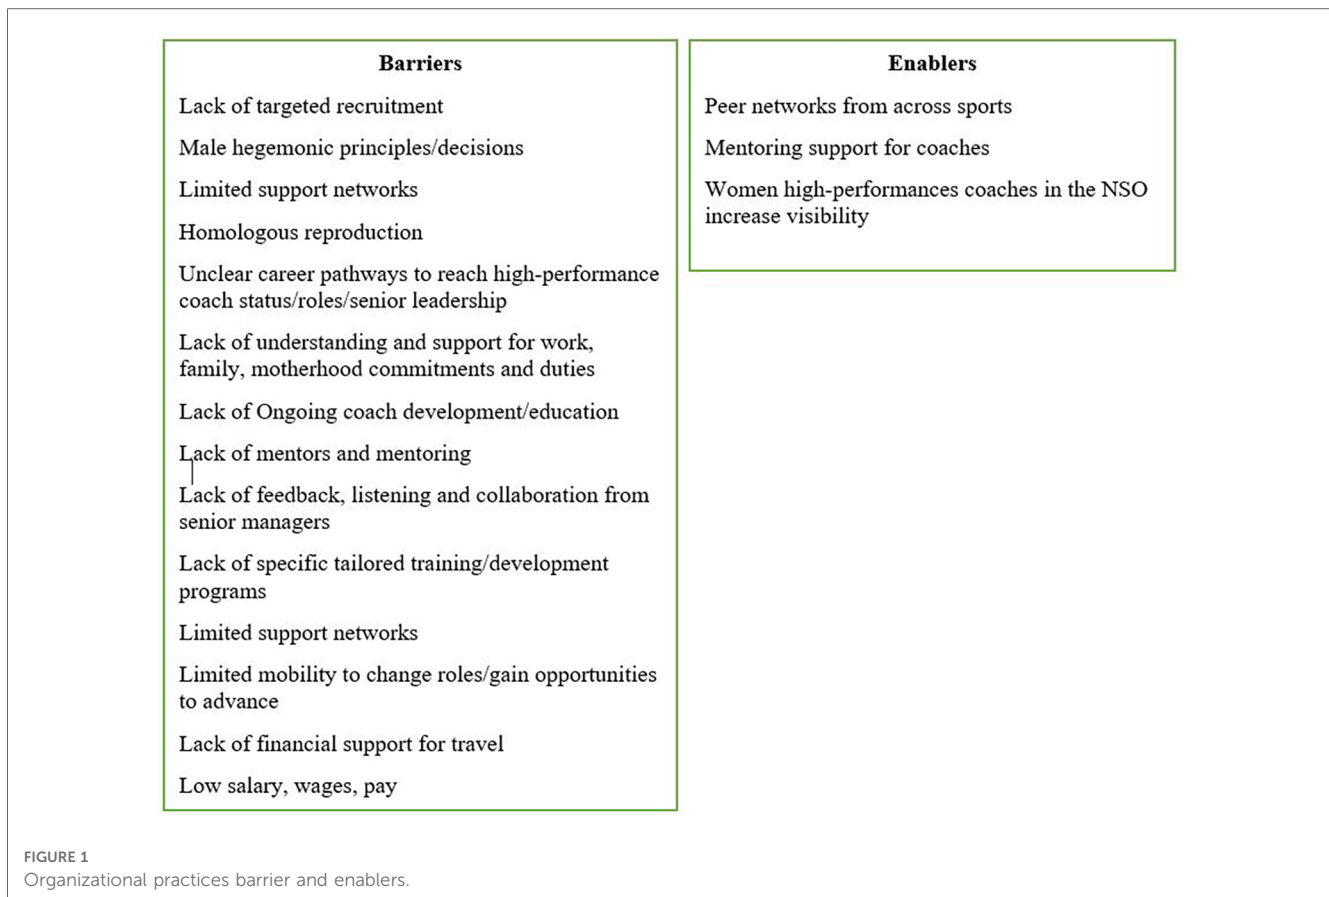 Barriers
Lack of targeted recruitment
Male hegemonic principles/decisions
Limited support networks
Homologous reproduction
Unclear career pathways to reach high-performance
coach status/roles/senior leadership
Lack of understanding and support for work,
family, motherhood commitments and duties
Lack of Ongoing coach development/education
Lack of mentors and mentoring
Lack of feedback, listening and collaboration from
senior managers
Lack of specific tailored training/development
programs
Limited support networks
Limited mobility to change roles/gain opportunities
to advance
Lack of financial support for travel
Low salary, wages, pay
Enablers
Peer networks from across sports
Mentoring support for coaches
Women high-performances coaches in the NSO
increase visibility
FIGURE 1
Organizational practices barrier and enablers.